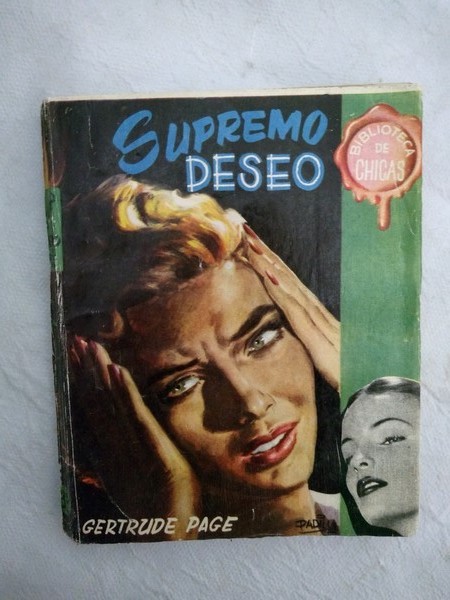 SUPREMO
DESEO
BIBLIOTECA
DE
CHICAS
GERTRUDE PAGE